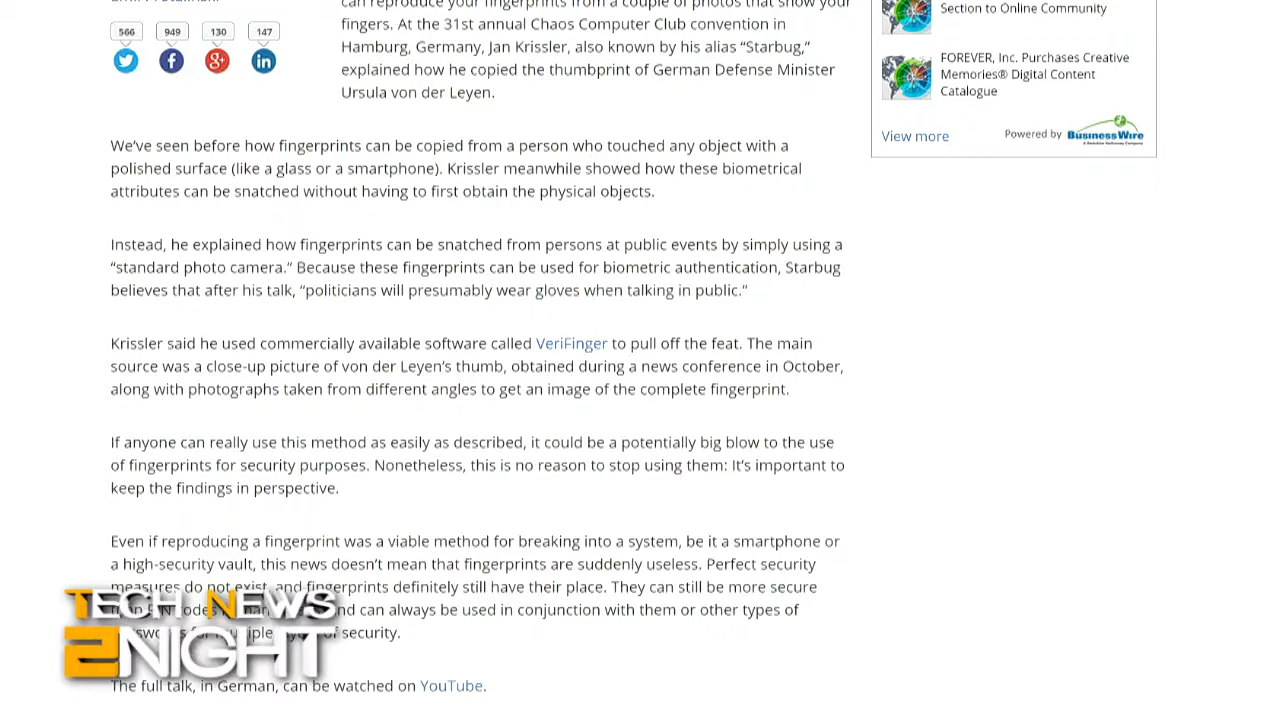 566 949 130 147
can reproduce your fingerprints from a couple of photos that show your
fingers. At the 31st annual Chaos Computer Club convention in
Hamburg, Germany, Jan Krissler, also known by his alias “Starbug,”
explained how he copied the thumbprint of German Defense Minister
Ursula von der Leyen.
We’ve seen before how fingerprints can be copied from a person who touched any object with a
polished surface (like a glass or a smartphone). Krissler meanwhile showed how these biometrical
attributes can be snatched without having to first obtain the physical objects.
Instead, he explained how fingerprints can be snatched from persons at public events by simply using a
“standard photo camera.” Because these fingerprints can be used for biometric authentication, Starbug
believes that after his talk, “politicians will presumably wear gloves when talking in public.”
Krissler said he used commercially available software called VeriFinger to pull off the feat. The main
source was a close-up picture of von der Leyen’s thumb, obtained during a news conference in October,
along with photographs taken from different angles to get an image of the complete fingerprint.
If anyone can really use this method as easily as described, it could be a potentially big blow to the use
of fingerprints for security purposes. Nonetheless, this is no reason to stop using them: It’s important to
keep the findings in perspective.
Even if reproducing a fingerprint was a viable method for breaking into a system, be it a smartphone or
a high-security vault, this news doesn’t mean that fingerprints are suddenly useless. Perfect security
measures do not exist, and fingerprints definitely still have their place. They can still be more secure
and can always be used in conjunction with them or other types of
of security.
The full talk, in German, can be watched on YouTube.
Section to Online Community
FOREVER, Inc. Purchases Creative
Memories® Digital Content
Catalogue
View more
Powered by BusinessWire
A Berkshire Hathaway Company
TECH NEWS
2NIGHT